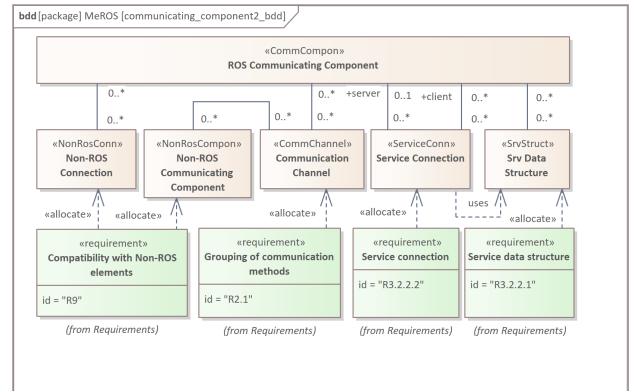 bdd [package] MeROS [communicating_component2_bdd]
«CommCompon»
ROS Communicating Component
0..*
0..*
+server
0..1
+client
0..*
0..*
0..*
0..*
0..*
0..*
0..*
0..*
0..*
«NonRosConn»
Non-ROS
Connection
«NonRosCompon»
Non-ROS
Communicating
Component
«CommChannel»
Communication
Channel
«ServiceConn»
Service Connection
«SrvStruct»
Srv Data
Structure
uses
«allocate»
«allocate»
«allocate»
«allocate»
«allocate»
«requirement»
Compatibility with Non-ROS
elements
id = "R9"
«requirement»
Grouping of communication
methods
id = "R2.1"
«requirement»
Service connection
id = "R3.2.2.2"
«requirement»
Service data structure
id = "R3.2.2.1"
(from Requirements)
(from Requirements)
(from Requirements)
(from Requirements)